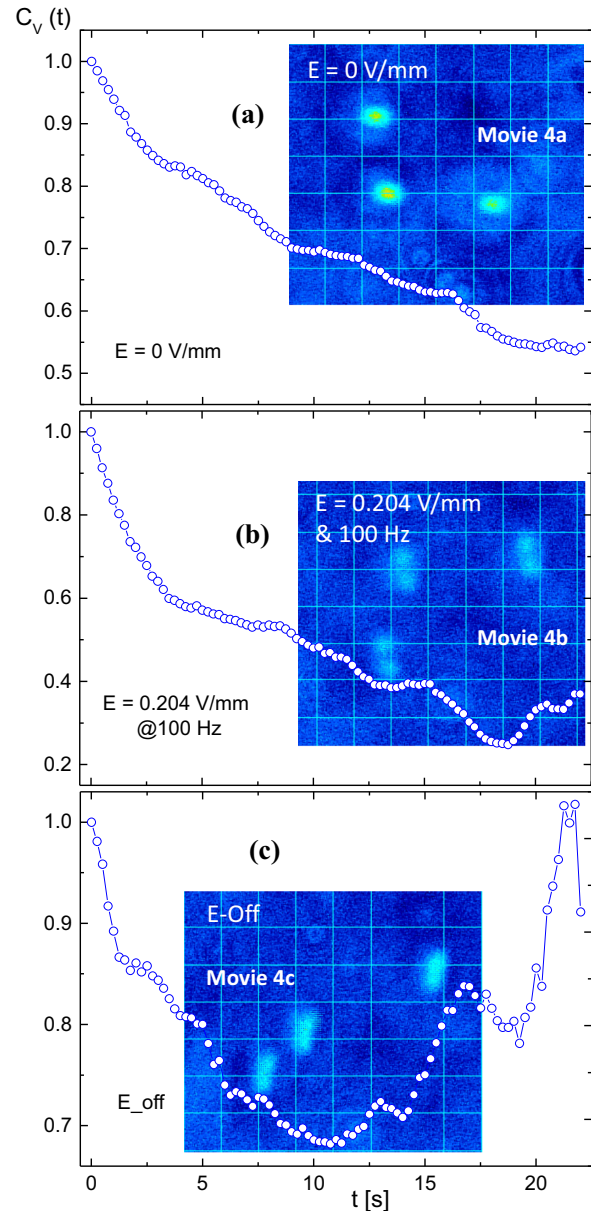 C_V (t)
1.0
0.9
0.8
0.7
0.6
0.5
(a)
E = 0 V/mm
Movie 4a
E = 0 V/mm
1.0
0.8
0.6
0.4
0.2
(b)
E = 0.204 V/mm
& 100 Hz
Movie 4b
E = 0.204 V/mm
@100 Hz
1.0
0.9
0.8
0.7
(c)
E-Off
Movie 4c
E_off
0 5 10 15 20
t [s]